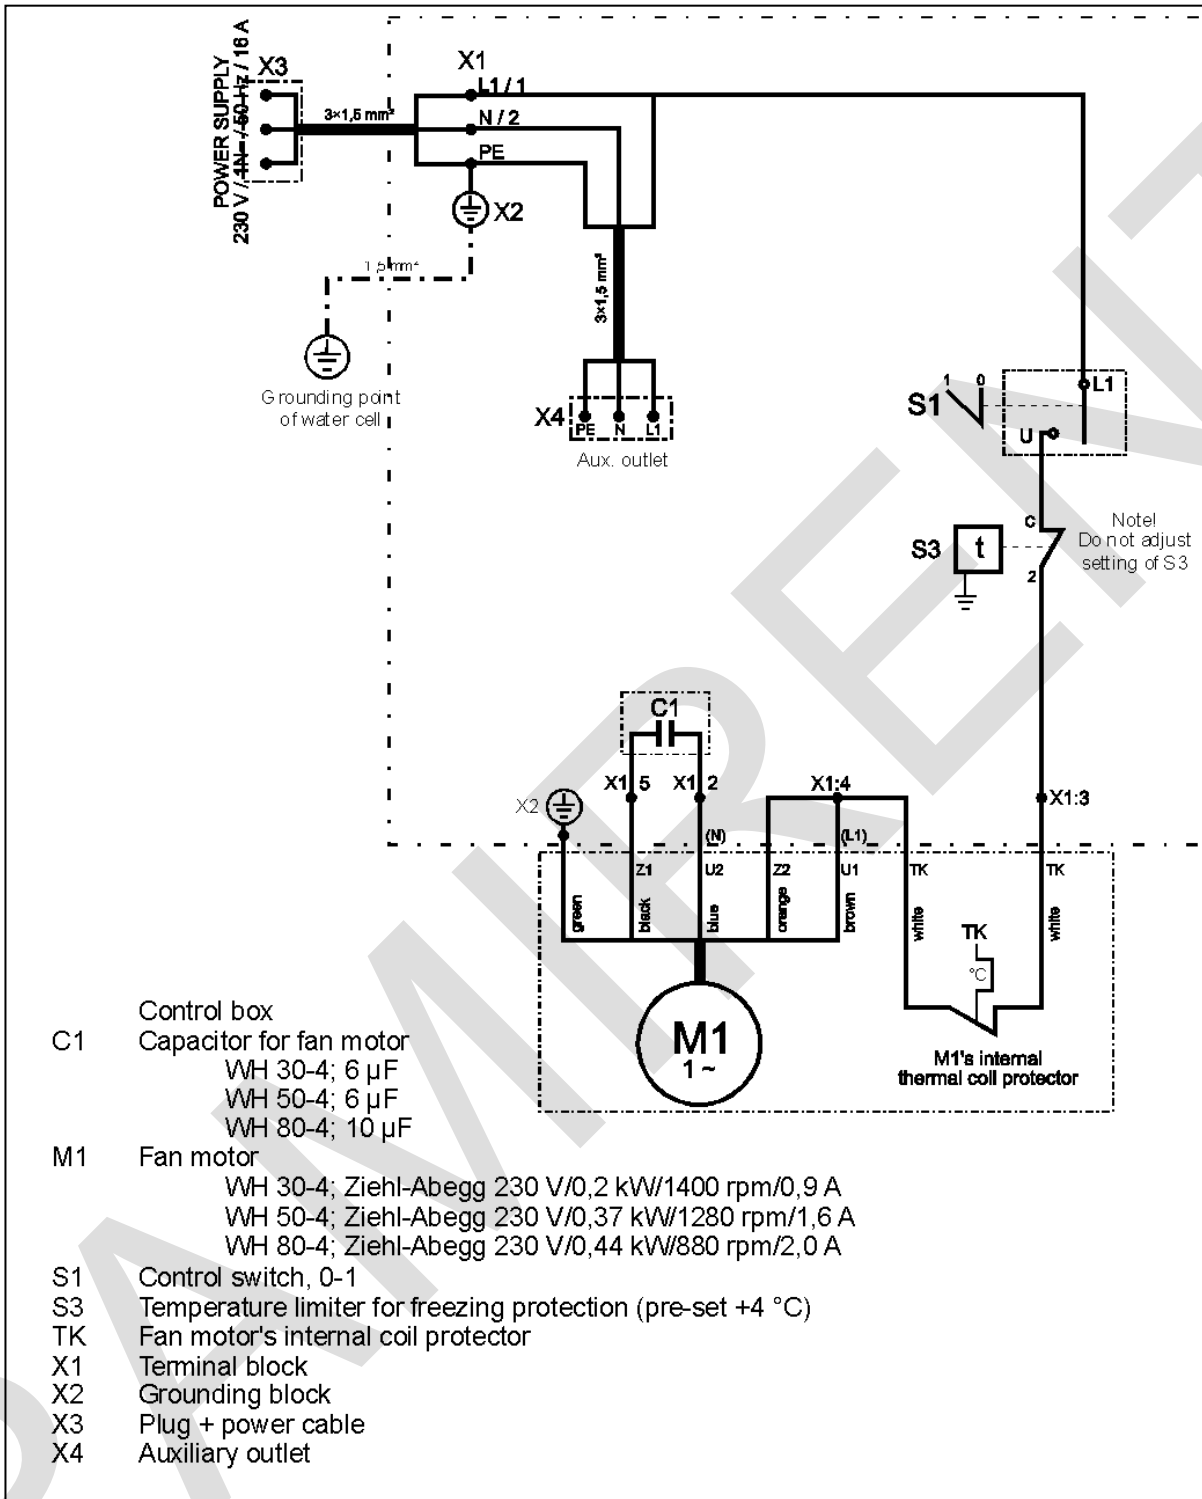 POWER SUPPLY
230 V / 1N~ / 50 Hz / 16 A
X3
3×1,5 mm²
X1
L1 / 1
N / 2
PE
X2
1,5 mm²
Grounding point
of water cell
3×1,5 mm²
X4
PE N L1
Aux. outlet
S1
1 0
L1
U
S3
t
C
2
Note!
Do not adjust
setting of S3
C1
X1 5
X1 2
X1:4
X1:3
X2
(N)
(L1)
Z1
U2
Z2
U1
TK
TK
green
black
blue
orange
brown
white
white
TK
°C
M1
1~
M1's internal
thermal coil protector
Control box
C1 Capacitor for fan motor
WH 30-4; 6 µF
WH 50-4; 6 µF
WH 80-4; 10 µF
M1 Fan motor
WH 30-4; Ziehl-Abegg 230 V/0,2 kW/1400 rpm/0,9 A
WH 50-4; Ziehl-Abegg 230 V/0,37 kW/1280 rpm/1,6 A
WH 80-4; Ziehl-Abegg 230 V/0,44 kW/880 rpm/2,0 A
S1 Control switch, 0-1
S3 Temperature limiter for freezing protection (pre-set +4 °C)
TK Fan motor's internal coil protector
X1 Terminal block
X2 Grounding block
X3 Plug + power cable
X4 Auxiliary outlet
RAMIRENT